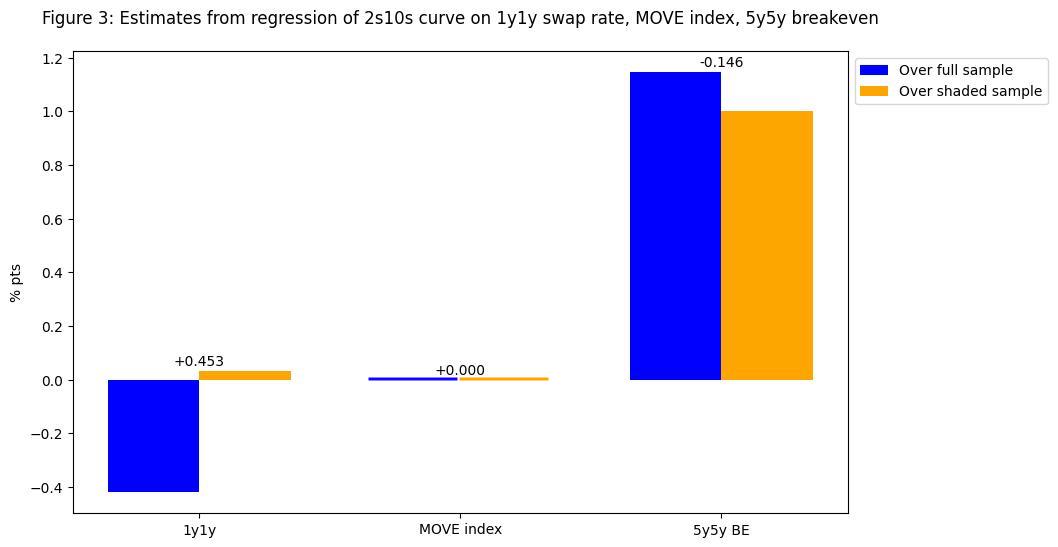 Figure 3: Estimates from regression of 2s10s curve on 1y1y swap rate, MOVE index, 5y5y breakeven
1.2
-0.146
Over full sample
Over shaded sample
1.0
0.8
0.6
0.4
% pts
0.2
+0.453
+0.000
0.0
−0.2
−0.4
1y1y
MOVE index
5y5y BE